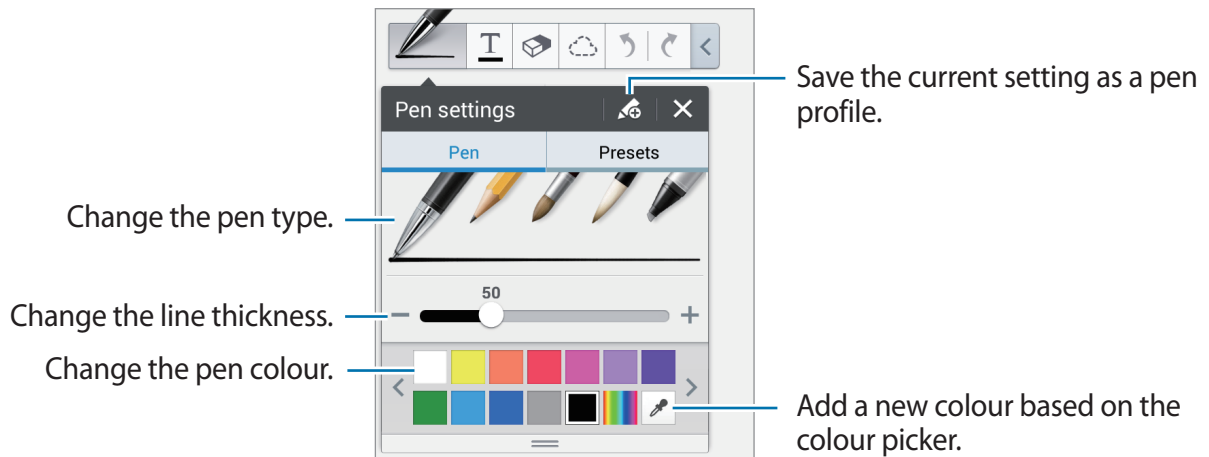 T
Save the current setting as a pen
profile.
Pen settings
Pen
Presets
Change the pen type.
50
Change the line thickness.
Change the pen colour.
Add a new colour based on the
colour picker.